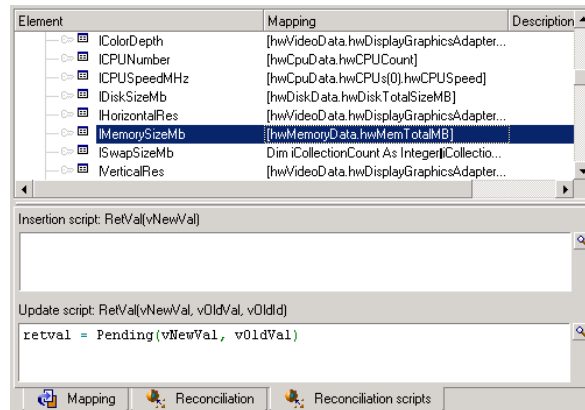 Element Mapping Description
lColorDepth [hwVideoData.hwDisplayGraphicsAdapter...
lCPUNumber [hwCpuData.hwCPUCount]
lCPUSpeedMHz [hwCpuData.hwCPUs(0).hwCPUSpeed]
lDiskSizeMb [hwDiskData.hwDiskTotalSizeMB]
lHorizontalRes [hwVideoData.hwDisplayGraphicsAdapter...
lMemorySizeMb [hwMemoryData.hwMemTotalMB]
lSwapSizeMb Dim iCollectionCount As Integer||iCollectio...
lVerticalRes [hwVideoData.hwDisplayGraphicsAdapter...
Insertion script: RetVal(vNewVal)
Update script: RetVal(vNewVal, vOldVal, vOldId)
retval = Pending(vNewVal, vOldVal)
Mapping Reconciliation Reconciliation scripts